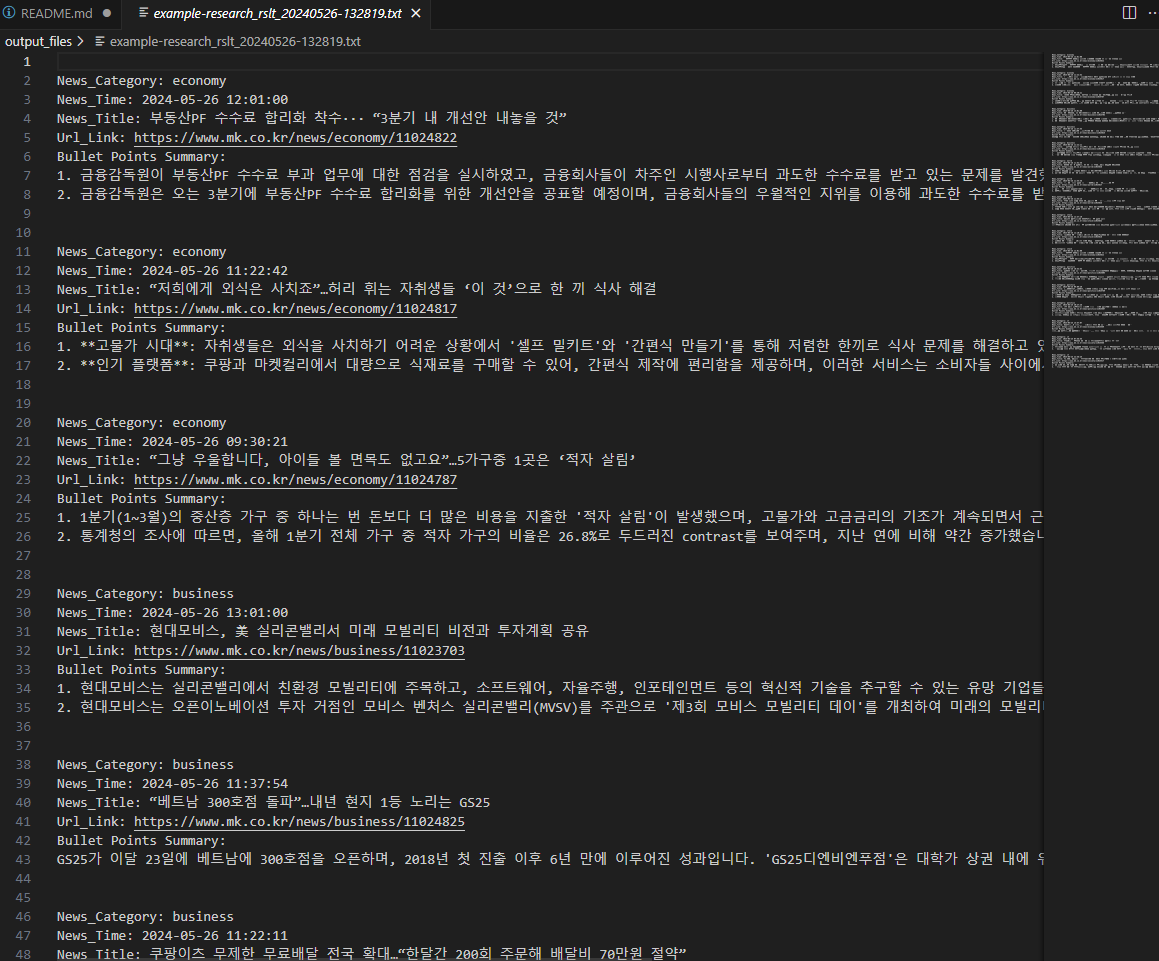 README.md
example-research_rslt_20240526-132819.txt
output_files > example-research_rslt_20240526-132819.txt
1
2 News_Category: economy
3 News_Time: 2024-05-26 12:01:00
4 News_Title: 부동산PF 수수료 합리화 착수··· “3분기 내 개선안 내놓을 것”
5 Url_Link: https://www.mk.co.kr/news/economy/11024822
6 Bullet Points Summary:
7 1. 금융감독원이 부동산PF 수수료 부과 업무에 대한 점검을 실시하였고, 금융회사들이 차주인 시행사로부터 과도한 수수료를 받고 있는 문제를 발견
8 2. 금융감독원은 오는 3분기에 부동산PF 수수료 합리화를 위한 개선안을 공표할 예정이며, 금융회사들의 우월적인 지위를 이용해 과도한 수수료를 받
9
10
11 News_Category: economy
12 News_Time: 2024-05-26 11:22:42
13 News_Title: “저희에게 외식은 사치죠”…허리 휘는 자취생들 ‘이 것’으로 한 끼 식사 해결
14 Url_Link: https://www.mk.co.kr/news/economy/11024817
15 Bullet Points Summary:
16 1. **고물가 시대**: 자취생들은 외식을 사치하기 어려운 상황에서 '셀프 밀키트'와 '간편식 만들기'를 통해 저렴한 한끼로 식사 문제를 해결하고
17 2. **인기 플랫폼**: 쿠팡과 마켓컬리에서 대량으로 식재료를 구매할 수 있어, 간편식 제작에 편리함을 제공하며, 이러한 서비스는 소비자들 사이에
18
19
20 News_Category: economy
21 News_Time: 2024-05-26 09:30:21
22 News_Title: “그냥 우울합니다, 아이들 볼 면목도 없고요”…5가구중 1곳은 ‘적자 살림’
23 Url_Link: https://www.mk.co.kr/news/economy/11024787
24 Bullet Points Summary:
25 1. 1분기(1~3월)의 중산층 가구 중 하나는 번 돈보다 더 많은 비용을 지출한 '적자 살림'이 발생했으며, 고물가와 고금금리의 기조가 계속되면서 근
26 2. 통계청의 조사에 따르면, 올해 1분기 전체 가구 중 적자 가구의 비율은 26.8%로 두드러진 contrast를 보여주며, 지난 연에 비해 약간 증가했습니
27
28
29 News_Category: business
30 News_Time: 2024-05-26 13:01:00
31 News_Title: 현대모비스, 美 실리콘밸리서 미래 모빌리티 비전과 투자계획 공유
32 Url_Link: https://www.mk.co.kr/news/business/11023703
33 Bullet Points Summary:
34 1. 현대모비스는 실리콘밸리에서 친환경 모빌리티에 주목하고, 소프트웨어, 자율주행, 인포테인먼트 등의 혁신적 기술을 추구할 수 있는 유망 기업들
35 2. 현대모비스는 오픈이노베이션 투자 거점인 모비스 벤처스 실리콘밸리(MVSV)를 주관으로 '제3회 모비스 모빌리티 데이'를 개최하여 미래의 모빌리
36
37
38 News_Category: business
39 News_Time: 2024-05-26 11:37:54
40 News_Title: “베트남 300호점 돌파”…내년 현지 1등 노리는 GS25
41 Url_Link: https://www.mk.co.kr/news/business/11024825
42 Bullet Points Summary:
43 GS25가 이달 23일에 베트남에 300호점을 오픈하며, 2018년 첫 진출 이후 6년 만에 이루어진 성과입니다. 'GS25디엔비엔푸점'은 대학가 상권 내에
44
45
46 News_Category: business
47 News_Time: 2024-05-26 11:22:11
48 News_Title: 쿠팡이츠 무제한 무료배달 전국 확대…“한달간 200회 주문해 배달비 70만원 절약”